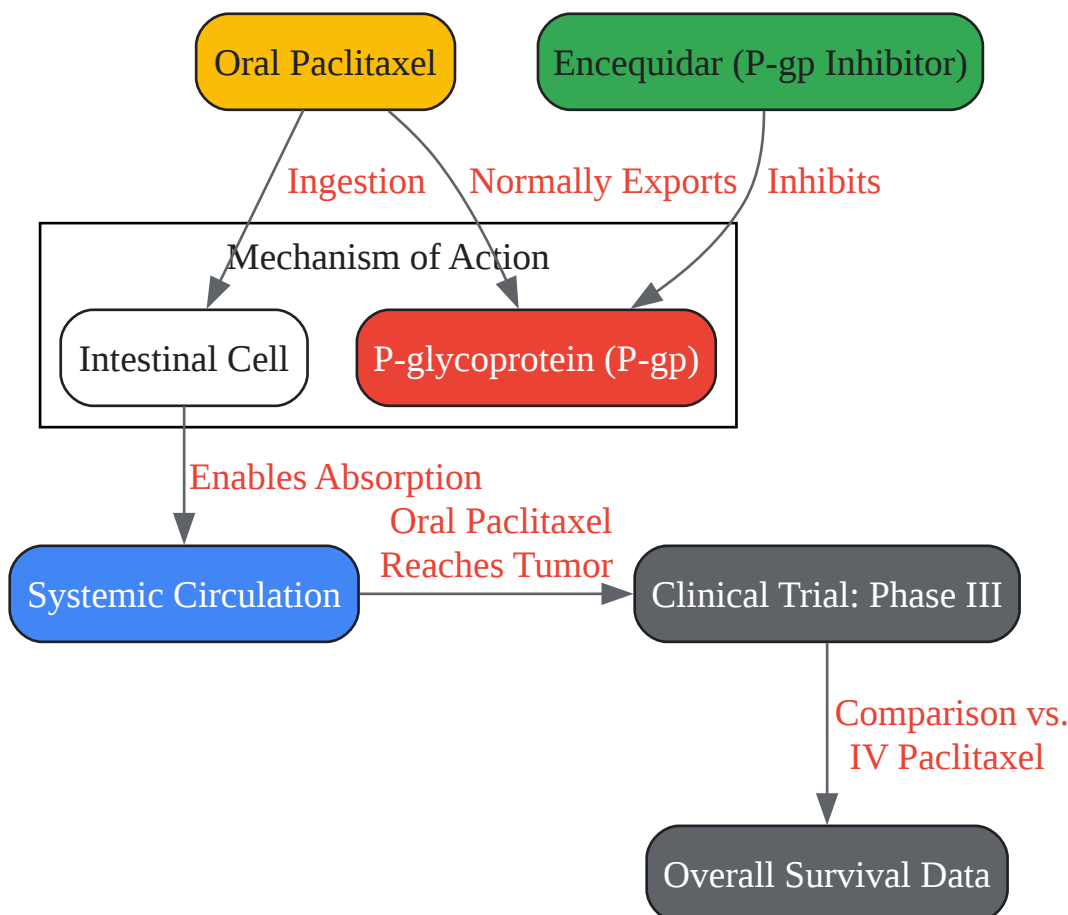 Oral Paclitaxel
Encequidar (P-gp Inhibitor)
Ingestion
Normally Exports
Inhibits
Mechanism of Action
Intestinal Cell
P-glycoprotein (P-gp)
Enables Absorption
Oral Paclitaxel
Reaches Tumor
Systemic Circulation
Clinical Trial: Phase III
Comparison vs.
IV Paclitaxel
Overall Survival Data